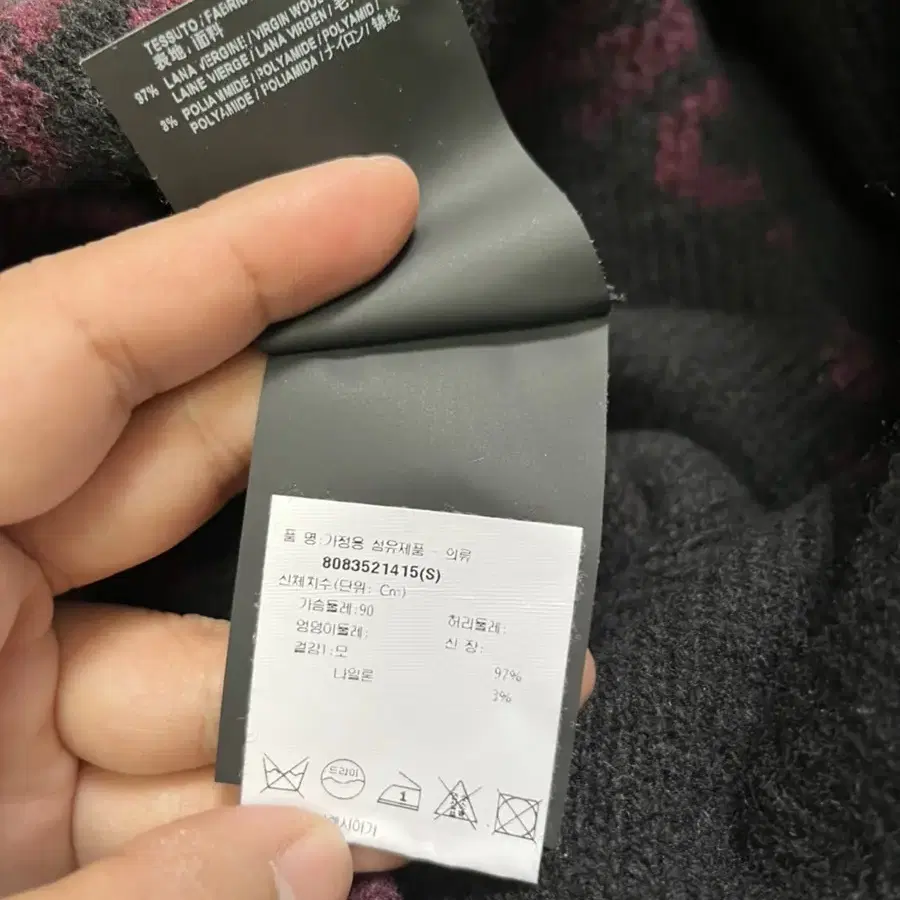 TESSUTO/FABRIC
表地/面料
97% LANA VERGINE/VIRGIN WOOL
LAINE VIERGE/LANA VIRGEN/毛/
3% POLIAMMIDE/POLYAMIDE/POLYAMID
POLYAMIDE/POLIAMIDA/ナイロン/锦纶
품 명:가정용 섬유제품 - 의류
8083521415(S)
신체치수(단위: Cm)
가슴둘레:90 허리둘레:
엉덩이둘레: 신 장:
겉감1:모 97%
나일론 3%
드라이
1